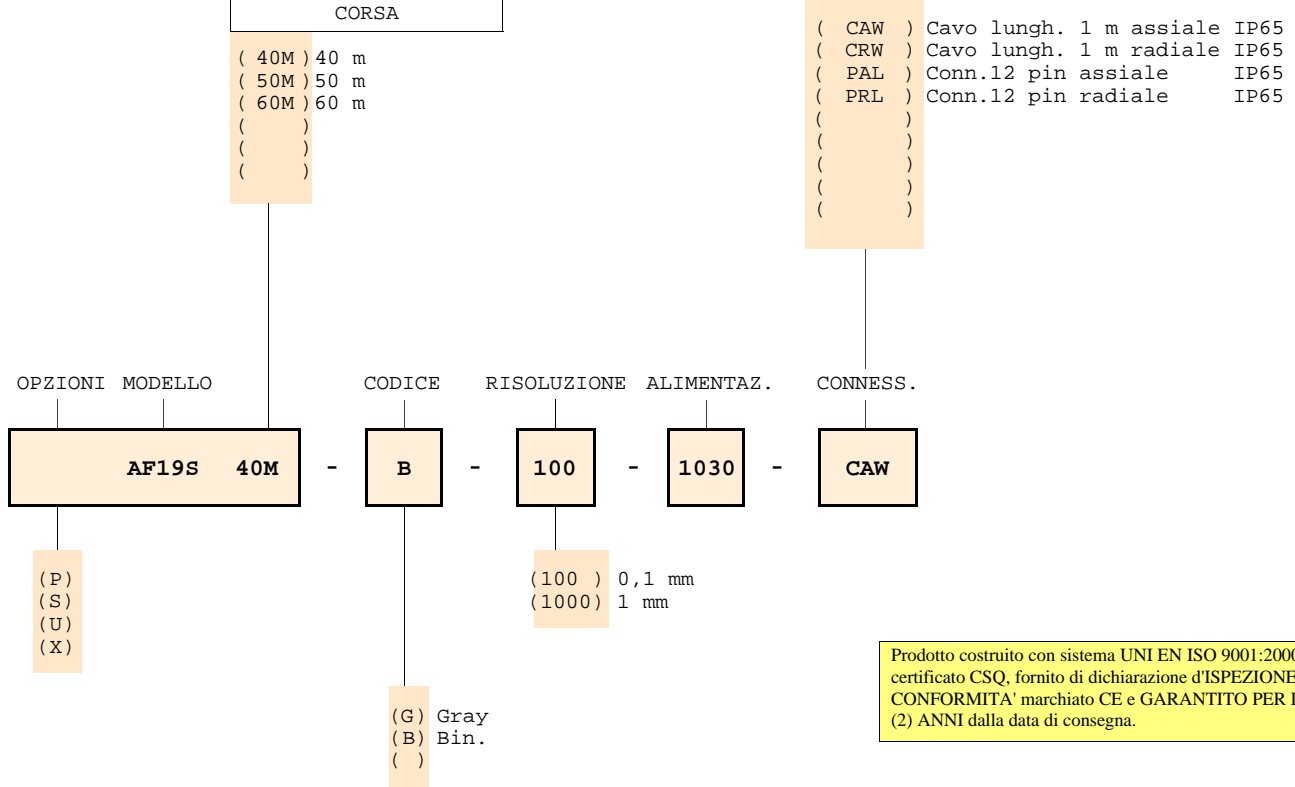 CORSA
( 40M ) 40 m
( 50M ) 50 m
( 60M ) 60 m
(     )
(     )
(     )
( CAW ) Cavo lungh. 1 m assiale IP65
( CRW ) Cavo lungh. 1 m radiale IP65
( PAL ) Conn.12 pin assiale IP65
( PRL ) Conn.12 pin radiale IP65
(     )
(     )
(     )
(     )
(     )
OPZIONI MODELLO CODICE RISOLUZIONE ALIMENTAZ. CONNESS.
AF19S 40M - B - 100 - 1030 - CAW
(P)
(S)
(U)
(X)
(100 ) 0,1 mm
(1000) 1 mm
(G) Gray
(B) Bin.
( )
Prodotto costruito con sistema UNI EN ISO 9001:2000
certificato CSQ, fornito di dichiarazione d'ISPEZIONE
CONFORMITA' marchiato CE e GARANTITO PER
(2) ANNI dalla data di consegna.